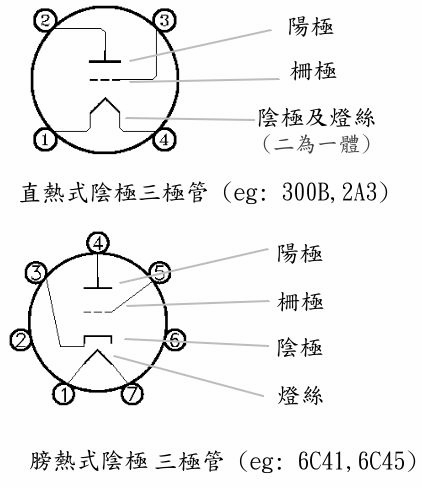 ② ③
陽極
柵極
陰極及燈絲
(二為一體)
① ④
直熱式陰極三極管 (eg: 300B,2A3)
④
陽極
③ ⑤
柵極
② ⑥
陰極
燈絲
① ⑦
膀熱式陰極 三極管 (eg: 6C41,6C45)